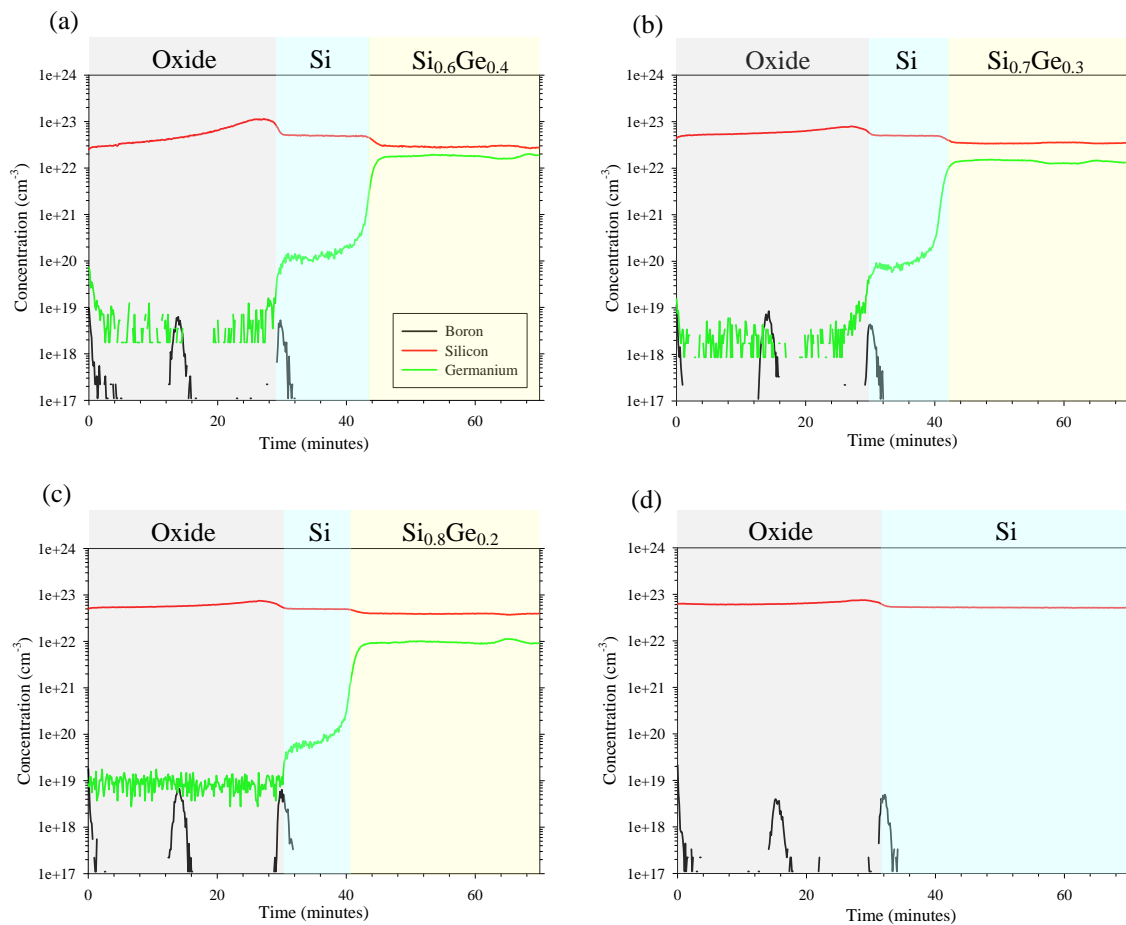 (a)
Oxide Si Si0.6Ge0.4
1e+24
1e+23
1e+22
1e+21
1e+20
1e+19
1e+18
1e+17
Concentration (cm-3)
Boron
Silicon
Germanium
0 20 40 60
Time (minutes)
(b)
Oxide Si Si0.7Ge0.3
1e+24
1e+23
1e+22
1e+21
1e+20
1e+19
1e+18
1e+17
Concentration (cm-3)
0 20 40 60
Time (minutes)
(c)
Oxide Si Si0.8Ge0.2
1e+24
1e+23
1e+22
1e+21
1e+20
1e+19
1e+18
1e+17
Concentration (cm-3)
0 20 40 60
Time (minutes)
(d)
Oxide Si
1e+24
1e+23
1e+22
1e+21
1e+20
1e+19
1e+18
1e+17
Concentration (cm-3)
0 20 40 60
Time (minutes)